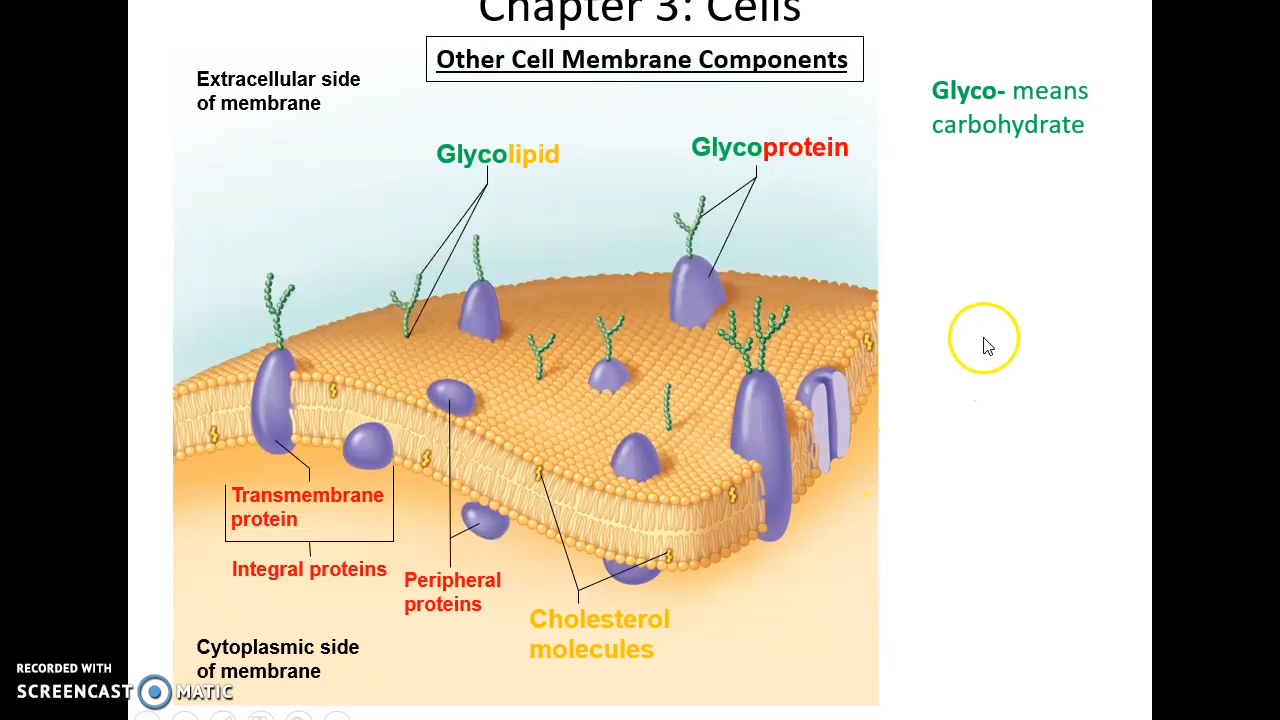 Chapter 3: Cells
Other Cell Membrane Components
Extracellular side
of membrane
Glyco- means
carbohydrate
Glycolipid
Glycoprotein
Transmembrane
protein
Integral proteins
Peripheral
proteins
Cholesterol
molecules
Cytoplasmic side
of membrane
RECORDED WITH
SCREENCAST MATIC